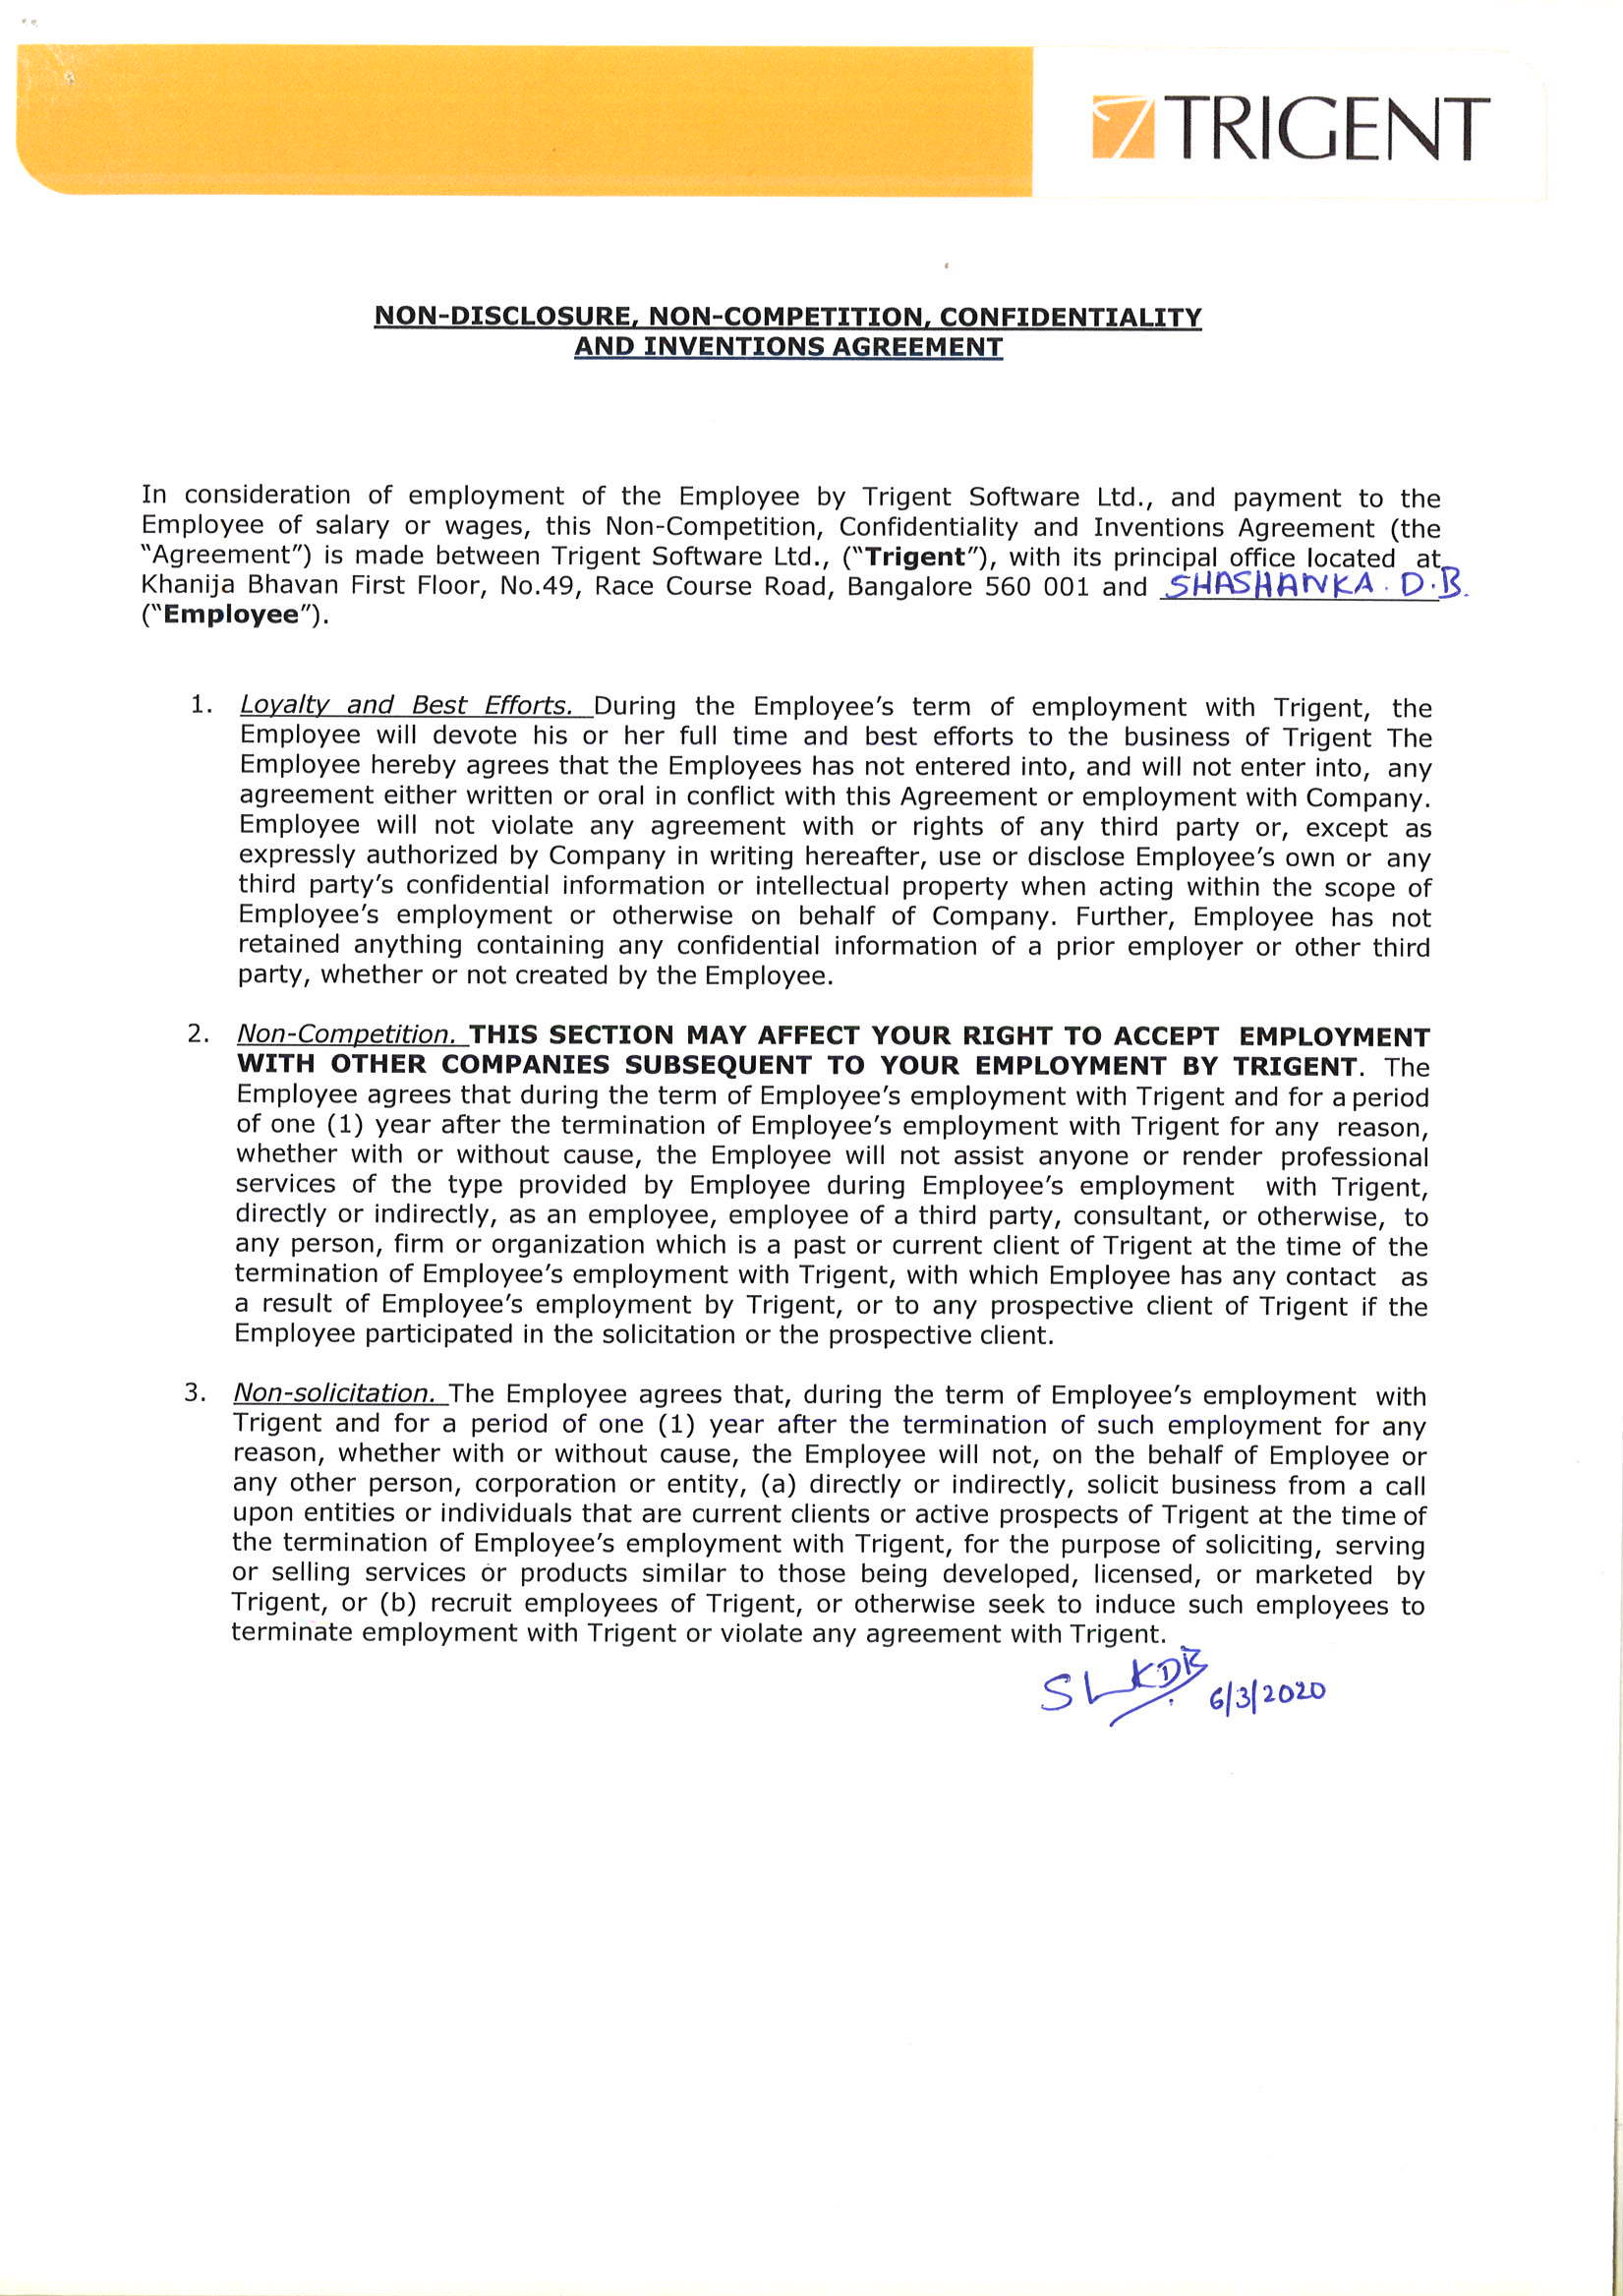 TRIGENT
NON-DISCLOSURE, NON-COMPETITION, CONFIDENTIALITY
AND INVENTIONS AGREEMENT
In consideration of employment of the Employee by Trigent Software Ltd., and payment to the
Employee of salary or wages, this Non-Competition, Confidentiality and Inventions Agreement (the
“Agreement”) is made between Trigent Software Ltd., (“Trigent”), with its principal office located at
Khanija Bhavan First Floor, No.49, Race Course Road, Bangalore 560 001 and SHASHANKA. D.B.
(“Employee”).
1. Loyalty and Best Efforts. During the Employee’s term of employment with Trigent, the
Employee will devote his or her full time and best efforts to the business of Trigent The
Employee hereby agrees that the Employees has not entered into, and will not enter into, any
agreement either written or oral in conflict with this Agreement or employment with Company.
Employee will not violate any agreement with or rights of any third party or, except as
expressly authorized by Company in writing hereafter, use or disclose Employee’s own or any
third party’s confidential information or intellectual property when acting within the scope of
Employee’s employment or otherwise on behalf of Company. Further, Employee has not
retained anything containing any confidential information of a prior employer or other third
party, whether or not created by the Employee.
2. Non-Competition. THIS SECTION MAY AFFECT YOUR RIGHT TO ACCEPT EMPLOYMENT
WITH OTHER COMPANIES SUBSEQUENT TO YOUR EMPLOYMENT BY TRIGENT. The
Employee agrees that during the term of Employee’s employment with Trigent and for a period
of one (1) year after the termination of Employee’s employment with Trigent for any reason,
whether with or without cause, the Employee will not assist anyone or render professional
services of the type provided by Employee during Employee’s employment with Trigent,
directly or indirectly, as an employee, employee of a third party, consultant, or otherwise, to
any person, firm or organization which is a past or current client of Trigent at the time of the
termination of Employee’s employment with Trigent, with which Employee has any contact as
a result of Employee’s employment by Trigent, or to any prospective client of Trigent if the
Employee participated in the solicitation or the prospective client.
3. Non-solicitation. The Employee agrees that, during the term of Employee’s employment with
Trigent and for a period of one (1) year after the termination of such employment for any
reason, whether with or without cause, the Employee will not, on the behalf of Employee or
any other person, corporation or entity, (a) directly or indirectly, solicit business from a call
upon entities or individuals that are current clients or active prospects of Trigent at the time of
the termination of Employee’s employment with Trigent, for the purpose of soliciting, serving
or selling services or products similar to those being developed, licensed, or marketed by
Trigent, or (b) recruit employees of Trigent, or otherwise seek to induce such employees to
terminate employment with Trigent or violate any agreement with Trigent.
6/3/2020